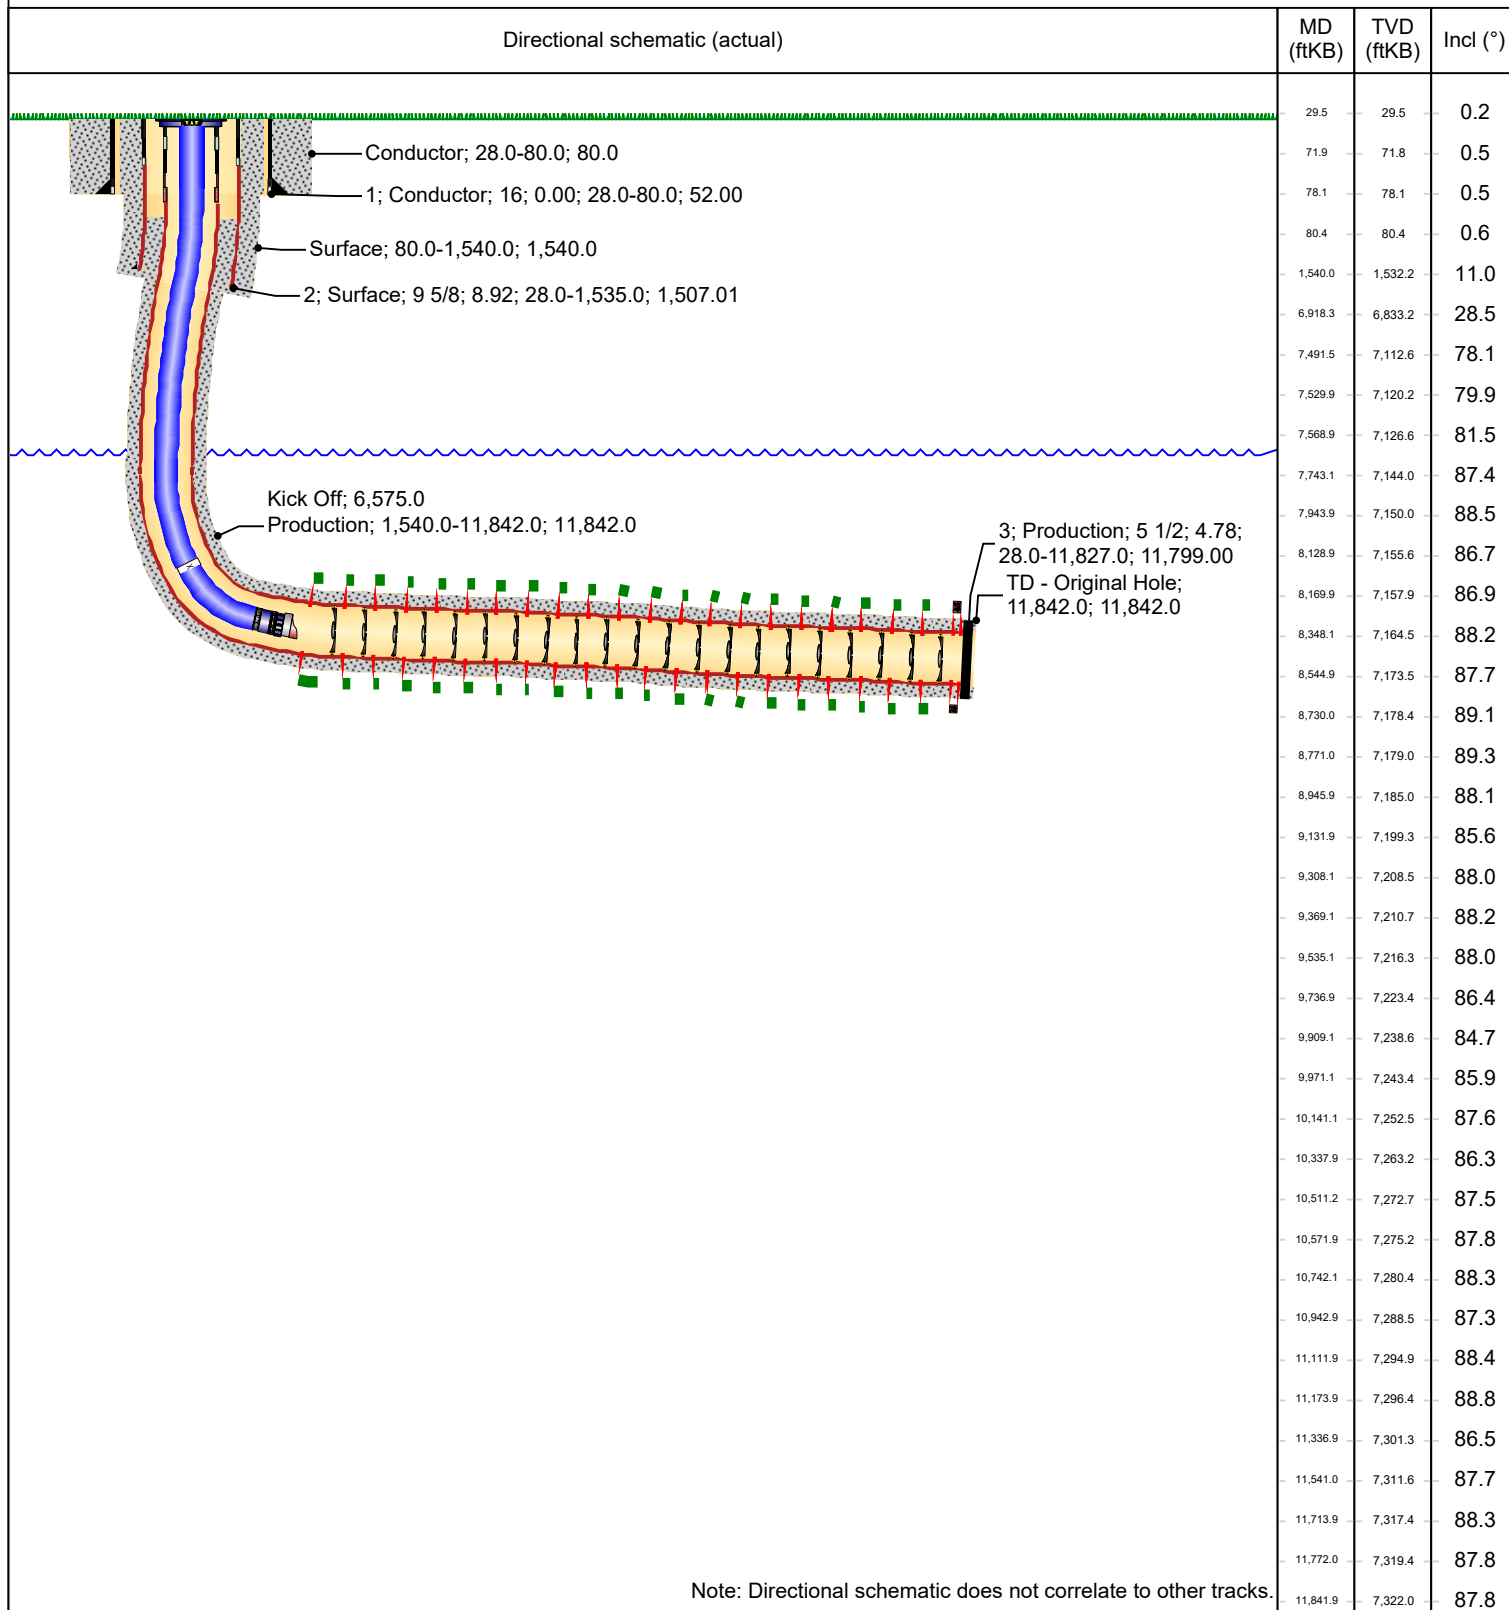 Directional schematic (actual)
MD (ftKB)
TVD (ftKB)
Incl (°)
Conductor; 28.0-80.0; 80.0
1; Conductor; 16; 0.00; 28.0-80.0; 52.00
Surface; 80.0-1,540.0; 1,540.0
2; Surface; 9 5/8; 8.92; 28.0-1,535.0; 1,507.01
Kick Off; 6,575.0
Production; 1,540.0-11,842.0; 11,842.0
3; Production; 5 1/2; 4.78;
28.0-11,827.0; 11,799.00
TD - Original Hole;
11,842.0; 11,842.0
29.5 29.5 0.2
71.9 71.8 0.5
78.1 78.1 0.5
80.4 80.4 0.6
1,540.0 1,532.2 11.0
6,918.3 6,833.2 28.5
7,491.5 7,112.6 78.1
7,529.9 7,120.2 79.9
7,568.9 7,126.6 81.5
7,743.1 7,144.0 87.4
7,943.9 7,150.0 88.5
8,128.9 7,155.6 86.7
8,169.9 7,157.9 86.9
8,348.1 7,164.5 88.2
8,544.9 7,173.5 87.7
8,730.0 7,178.4 89.1
8,771.0 7,179.0 89.3
8,945.9 7,185.0 88.1
9,131.9 7,199.3 85.6
9,308.1 7,208.5 88.0
9,369.1 7,210.7 88.2
9,535.1 7,216.3 88.0
9,736.9 7,223.4 86.4
9,909.1 7,238.6 84.7
9,971.1 7,243.4 85.9
10,141.1 7,252.5 87.6
10,337.9 7,263.2 86.3
10,511.2 7,272.7 87.5
10,571.9 7,275.2 87.8
10,742.1 7,280.4 88.3
10,942.9 7,288.5 87.3
11,111.9 7,294.9 88.4
11,173.9 7,296.4 88.8
11,336.9 7,301.3 86.5
11,541.0 7,311.6 87.7
11,713.9 7,317.4 88.3
11,772.0 7,319.4 87.8
11,841.9 7,322.0 87.8
Note: Directional schematic does not correlate to other tracks.